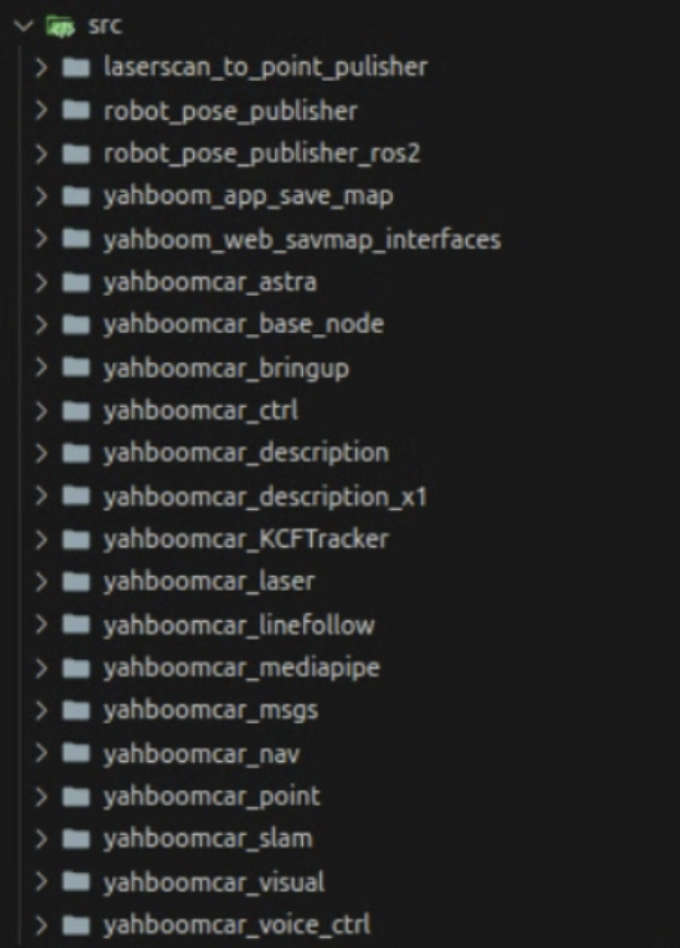 src
laserscan_to_point_pulisher
robot_pose_publisher
robot_pose_publisher_ros2
yahboom_app_save_map
yahboom_web_savmap_interfaces
yahboomcar_astra
yahboomcar_base_node
yahboomcar_bringup
yahboomcar_ctrl
yahboomcar_description
yahboomcar_description_x1
yahboomcar_KCFTracker
yahboomcar_laser
yahboomcar_linefollow
yahboomcar_mediapipe
yahboomcar_msgs
yahboomcar_nav
yahboomcar_point
yahboomcar_slam
yahboomcar_visual
yahboomcar_voice_ctrl